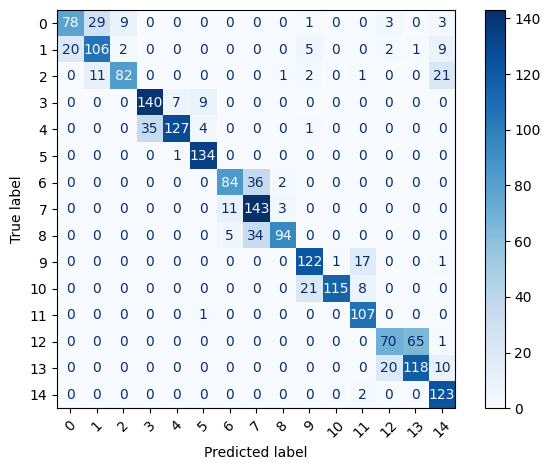 0 78 29 9 0 0 0 0 0 0 1 0 0 3 0 3
1 20 106 2 0 0 0 0 0 0 5 0 0 2 1 9
2 0 11 82 0 0 0 0 0 1 2 0 1 0 0 21
3 0 0 0 140 7 9 0 0 0 0 0 0 0 0 0
4 0 0 0 35 127 4 0 0 0 1 0 0 0 0 0
5 0 0 0 0 1 134 0 0 0 0 0 0 0 0 0
6 0 0 0 0 0 0 84 36 2 0 0 0 0 0 0
7 0 0 0 0 0 0 11 143 3 0 0 0 0 0 0
8 0 0 0 0 0 0 5 34 94 0 0 0 0 0 0
9 0 0 0 0 0 0 0 0 0 122 1 17 0 0 1
10 0 0 0 0 0 0 0 0 0 21 115 8 0 0 0
11 0 0 0 0 0 1 0 0 0 0 0 107 0 0 0
12 0 0 0 0 0 0 0 0 0 0 0 0 70 65 1
13 0 0 0 0 0 0 0 0 0 0 0 0 20 118 10
14 0 0 0 0 0 0 0 0 0 0 0 2 0 0 123
0 1 2 3 4 5 6 7 8 9 10 11 12 13 14
Predicted label
True label
140
120
100
80
60
40
20
0